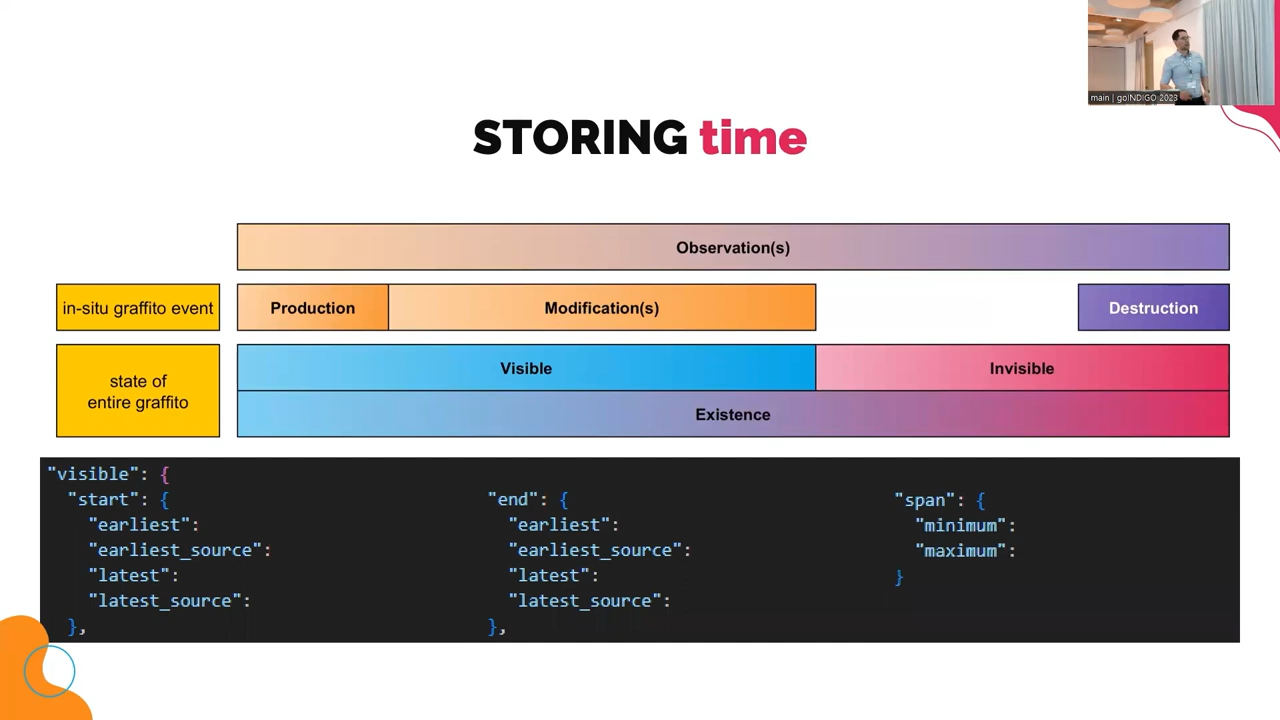 main | goINDIGO 2023
STORING time
Observation(s)
in-situ graffito event
Production
Modification(s)
Destruction
state of
entire graffito
Visible
Invisible
Existence
"visible": {
"start": {
"earliest":
"earliest_source":
"latest":
"latest_source":
},
"end": {
"earliest":
"earliest_source":
"latest":
"latest_source":
},
"span": {
"minimum":
"maximum":
}